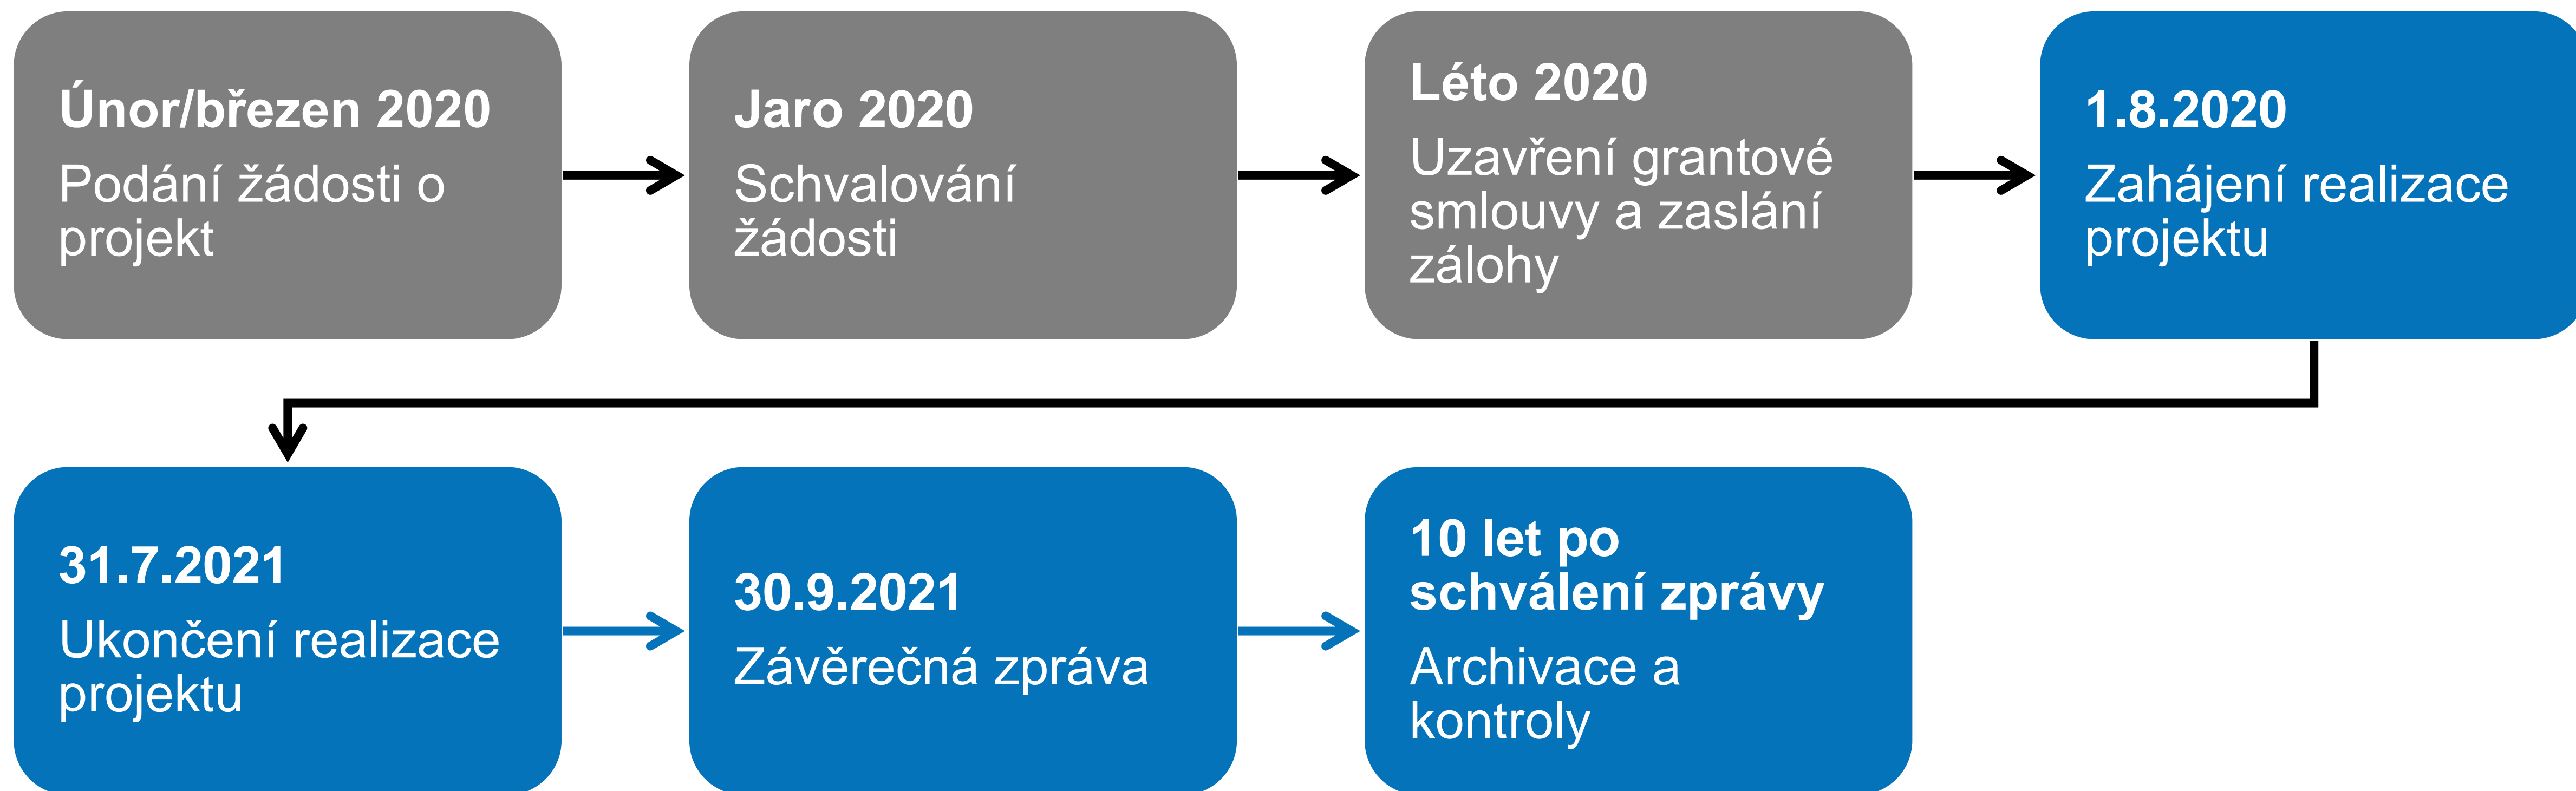 Únor/březen 2020
Podání žádosti o
projekt
Jaro 2020
Schvalování
žádosti
Léto 2020
Uzavření grantové
smlouvy a zaslání
zálohy
1.8.2020
Zahájení realizace
projektu
31.7.2021
Ukončení realizace
projektu
30.9.2021
Závěrečná zpráva
10 let po
schválení zprávy
Archivace a
kontroly